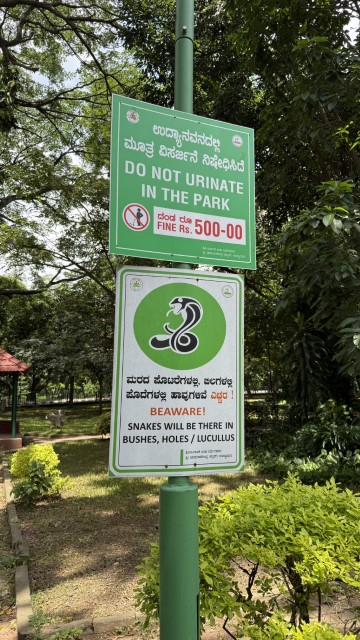 ಉದ್ಯಾನವನದಲ್ಲಿ
ಮೂತ್ರ ವಿಸರ್ಜನೆ ನಿಷೇಧಿಸಿದೆ
DO NOT URINATE
IN THE PARK
ದಂಡ ರೂ
FINE Rs. 500-00
ಮರದ ಪೊಟರೆಗಳಲ್ಲಿ, ಬಿಲಗಳಲ್ಲಿ
ಪೊದೆಗಳಲ್ಲಿ ಹಾವುಗಳಿವೆ ಎಚ್ಚರ !
BEAWARE!
SNAKES WILL BE THERE IN
BUSHES, HOLES / LUCULLUS